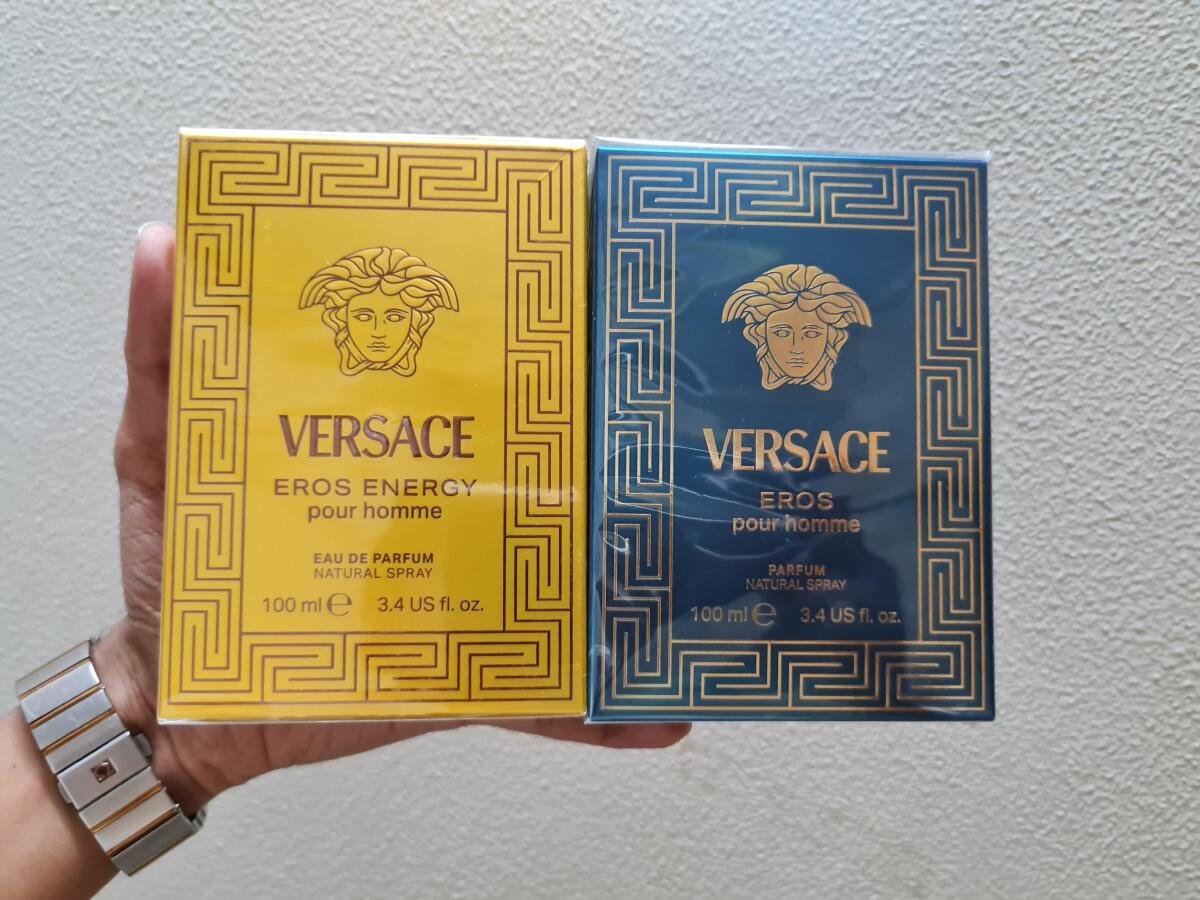 VERSACE
EROS ENERGY
pour homme
EAU DE PARFUM
NATURAL SPRAY
100 ml ℮ 3.4 US fl. oz.
VERSACE
EROS
pour homme
PARFUM
NATURAL SPRAY
100 ml ℮ 3.4 US fl. oz.